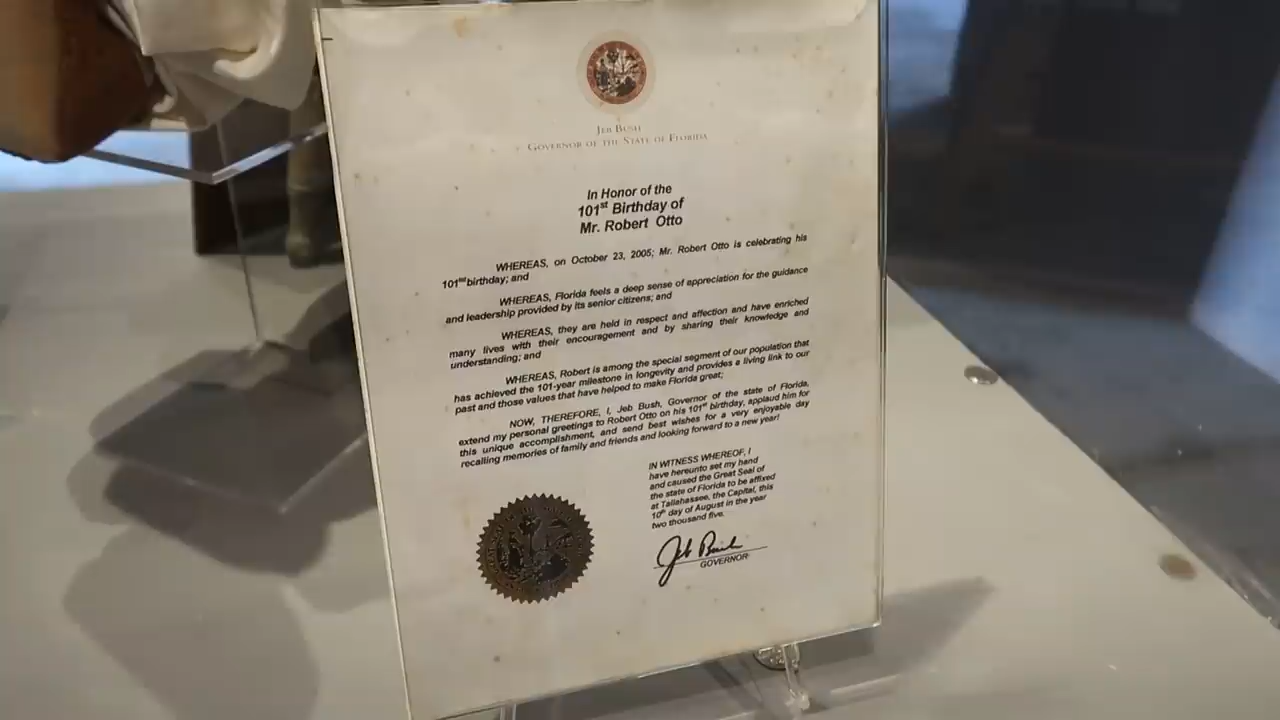 JEB BUSH
GOVERNOR OF THE STATE OF FLORIDA
In Honor of the
101st Birthday of
Mr. Robert Otto
WHEREAS, on October 23, 2005; Mr. Robert Otto is celebrating his
101st birthday; and
WHEREAS, Florida feels a deep sense of appreciation for the guidance
and leadership provided by its senior citizens; and
WHEREAS, they are held in respect and affection and have enriched
many lives with their encouragement and by sharing their knowledge and
understanding; and
WHEREAS, Robert is among the special segment of our population that
has achieved the 101-year milestone in longevity and provides a living link to our
past and those values that have helped to make Florida great;
NOW, THEREFORE, I, Jeb Bush, Governor of the state of Florida,
extend my personal greetings to Robert Otto on his 101st birthday, applaud him for
this unique accomplishment, and send best wishes for a very enjoyable day
recalling memories of family and friends and looking forward to a new year!
IN WITNESS WHEREOF, I
have hereunto set my hand
and caused the Great Seal of
the state of Florida to be affixed
at Tallahassee, the Capital, this
10th day of August in the year
two thousand five.
Jeb Bush
GOVERNOR